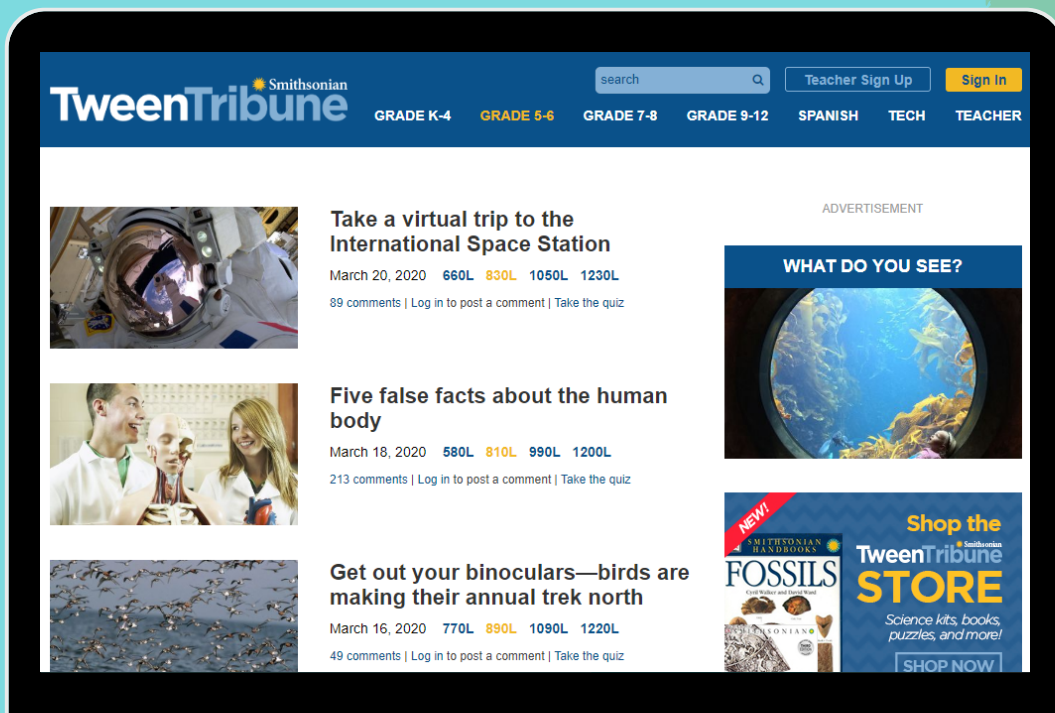 Smithsonian
TweenTribune
search
Teacher Sign Up
Sign In
GRADE K-4
GRADE 5-6
GRADE 7-8
GRADE 9-12
SPANISH
TECH
TEACHER
Take a virtual trip to the
International Space Station
March 20, 2020 660L 830L 1050L 1230L
89 comments | Log in to post a comment | Take the quiz
Five false facts about the human
body
March 18, 2020 580L 810L 990L 1200L
213 comments | Log in to post a comment | Take the quiz
Get out your binoculars—birds are
making their annual trek north
March 16, 2020 770L 890L 1090L 1220L
49 comments | Log in to post a comment | Take the quiz
ADVERTISEMENT
WHAT DO YOU SEE?
NEW!
SMITHSONIAN
HANDBOOKS
FOSSILS
Cyril Walker and David Ward
SMITHSONIAN
Shop the
Smithsonian
TweenTribune
STORE
Science kits, books,
puzzles, and more!
SHOP NOW